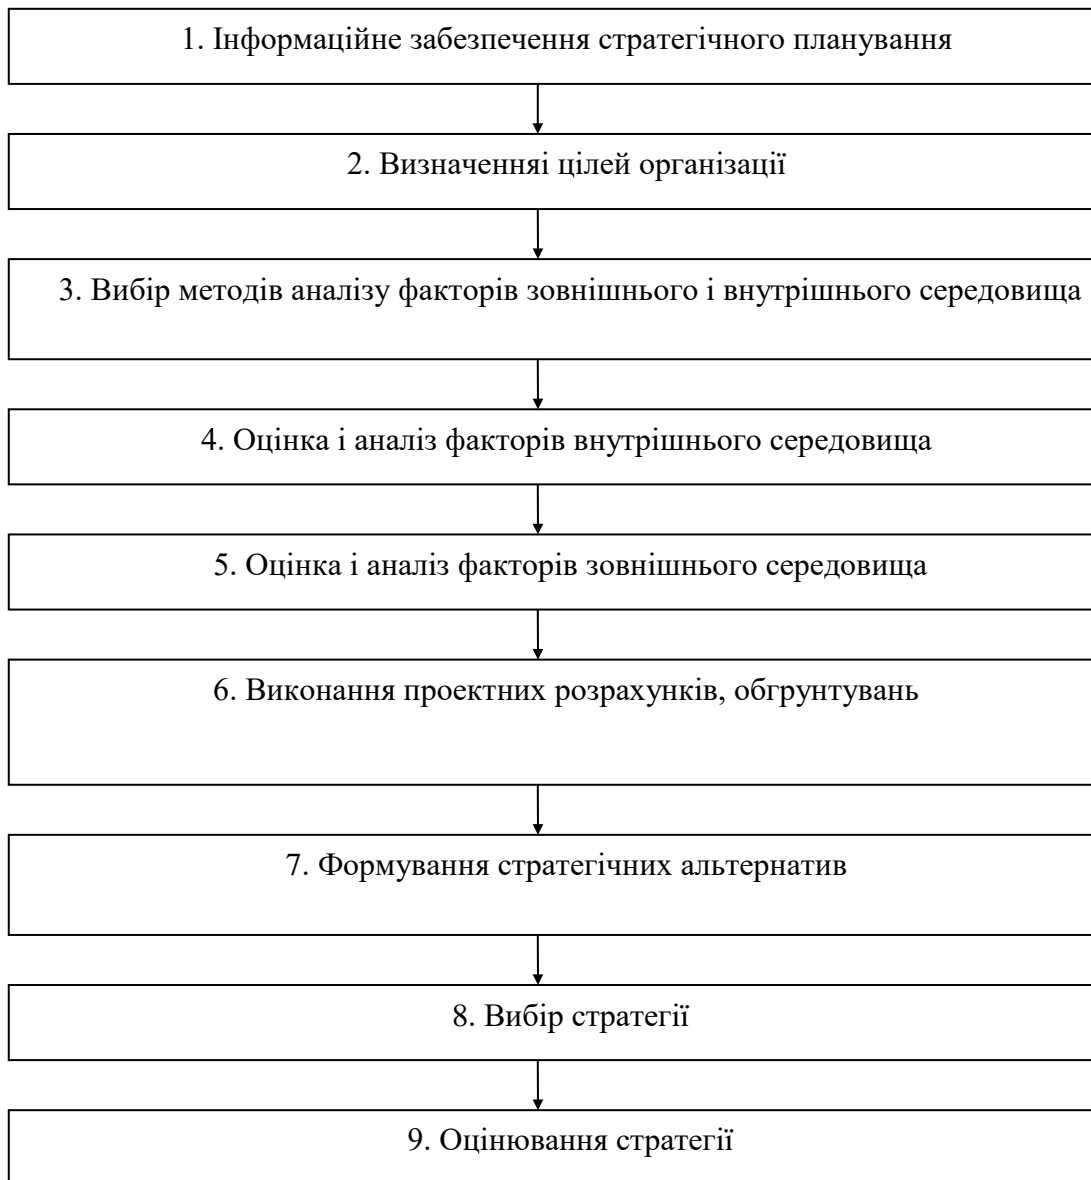 1. Інформаційне забезпечення стратегічного планування
2. Визначенняі цілей організації
3. Вибір методів аналізу факторів зовнішнього і внутрішнього середовища
4. Оцінка і аналіз факторів внутрішнього середовища
5. Оцінка і аналіз факторів зовнішнього середовища
6. Виконання проектних розрахунків, обгрунтувань
7. Формування стратегічних альтернатив
8. Вибір стратегії
9. Оцінювання стратегії